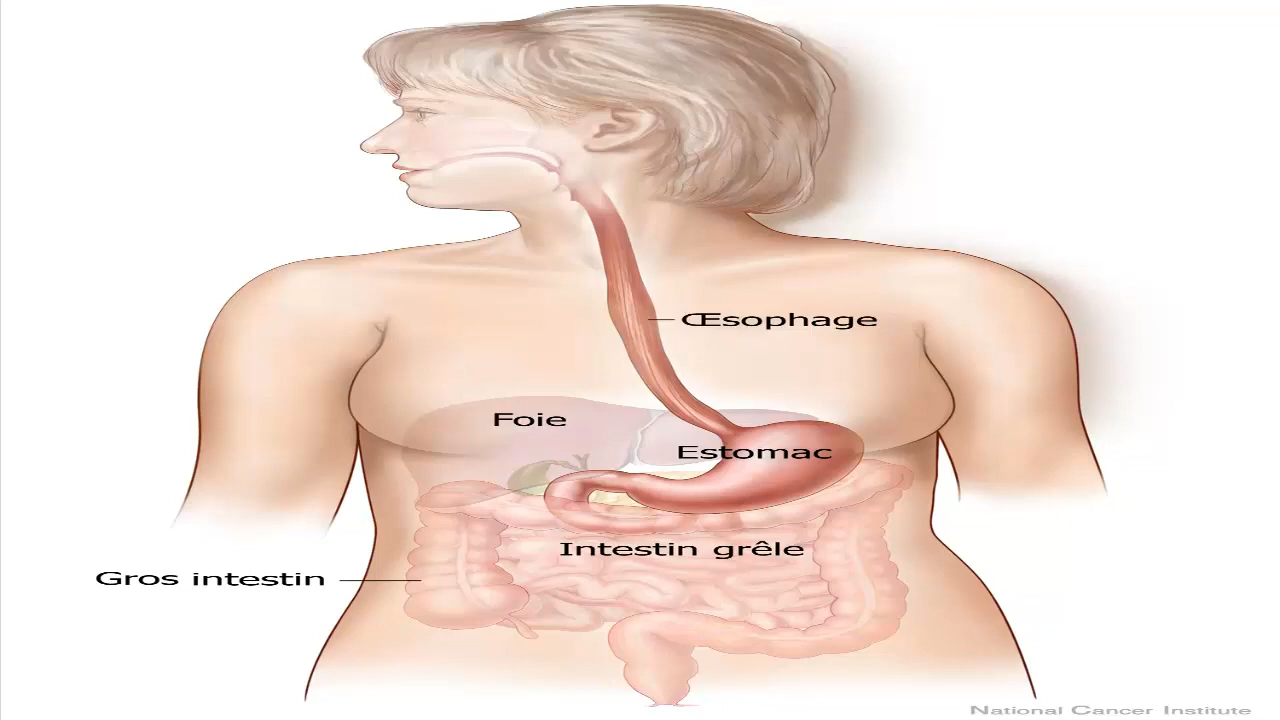 Œsophage
Foie
Estomac
Intestin grêle
Gros intestin
National Cancer Institute